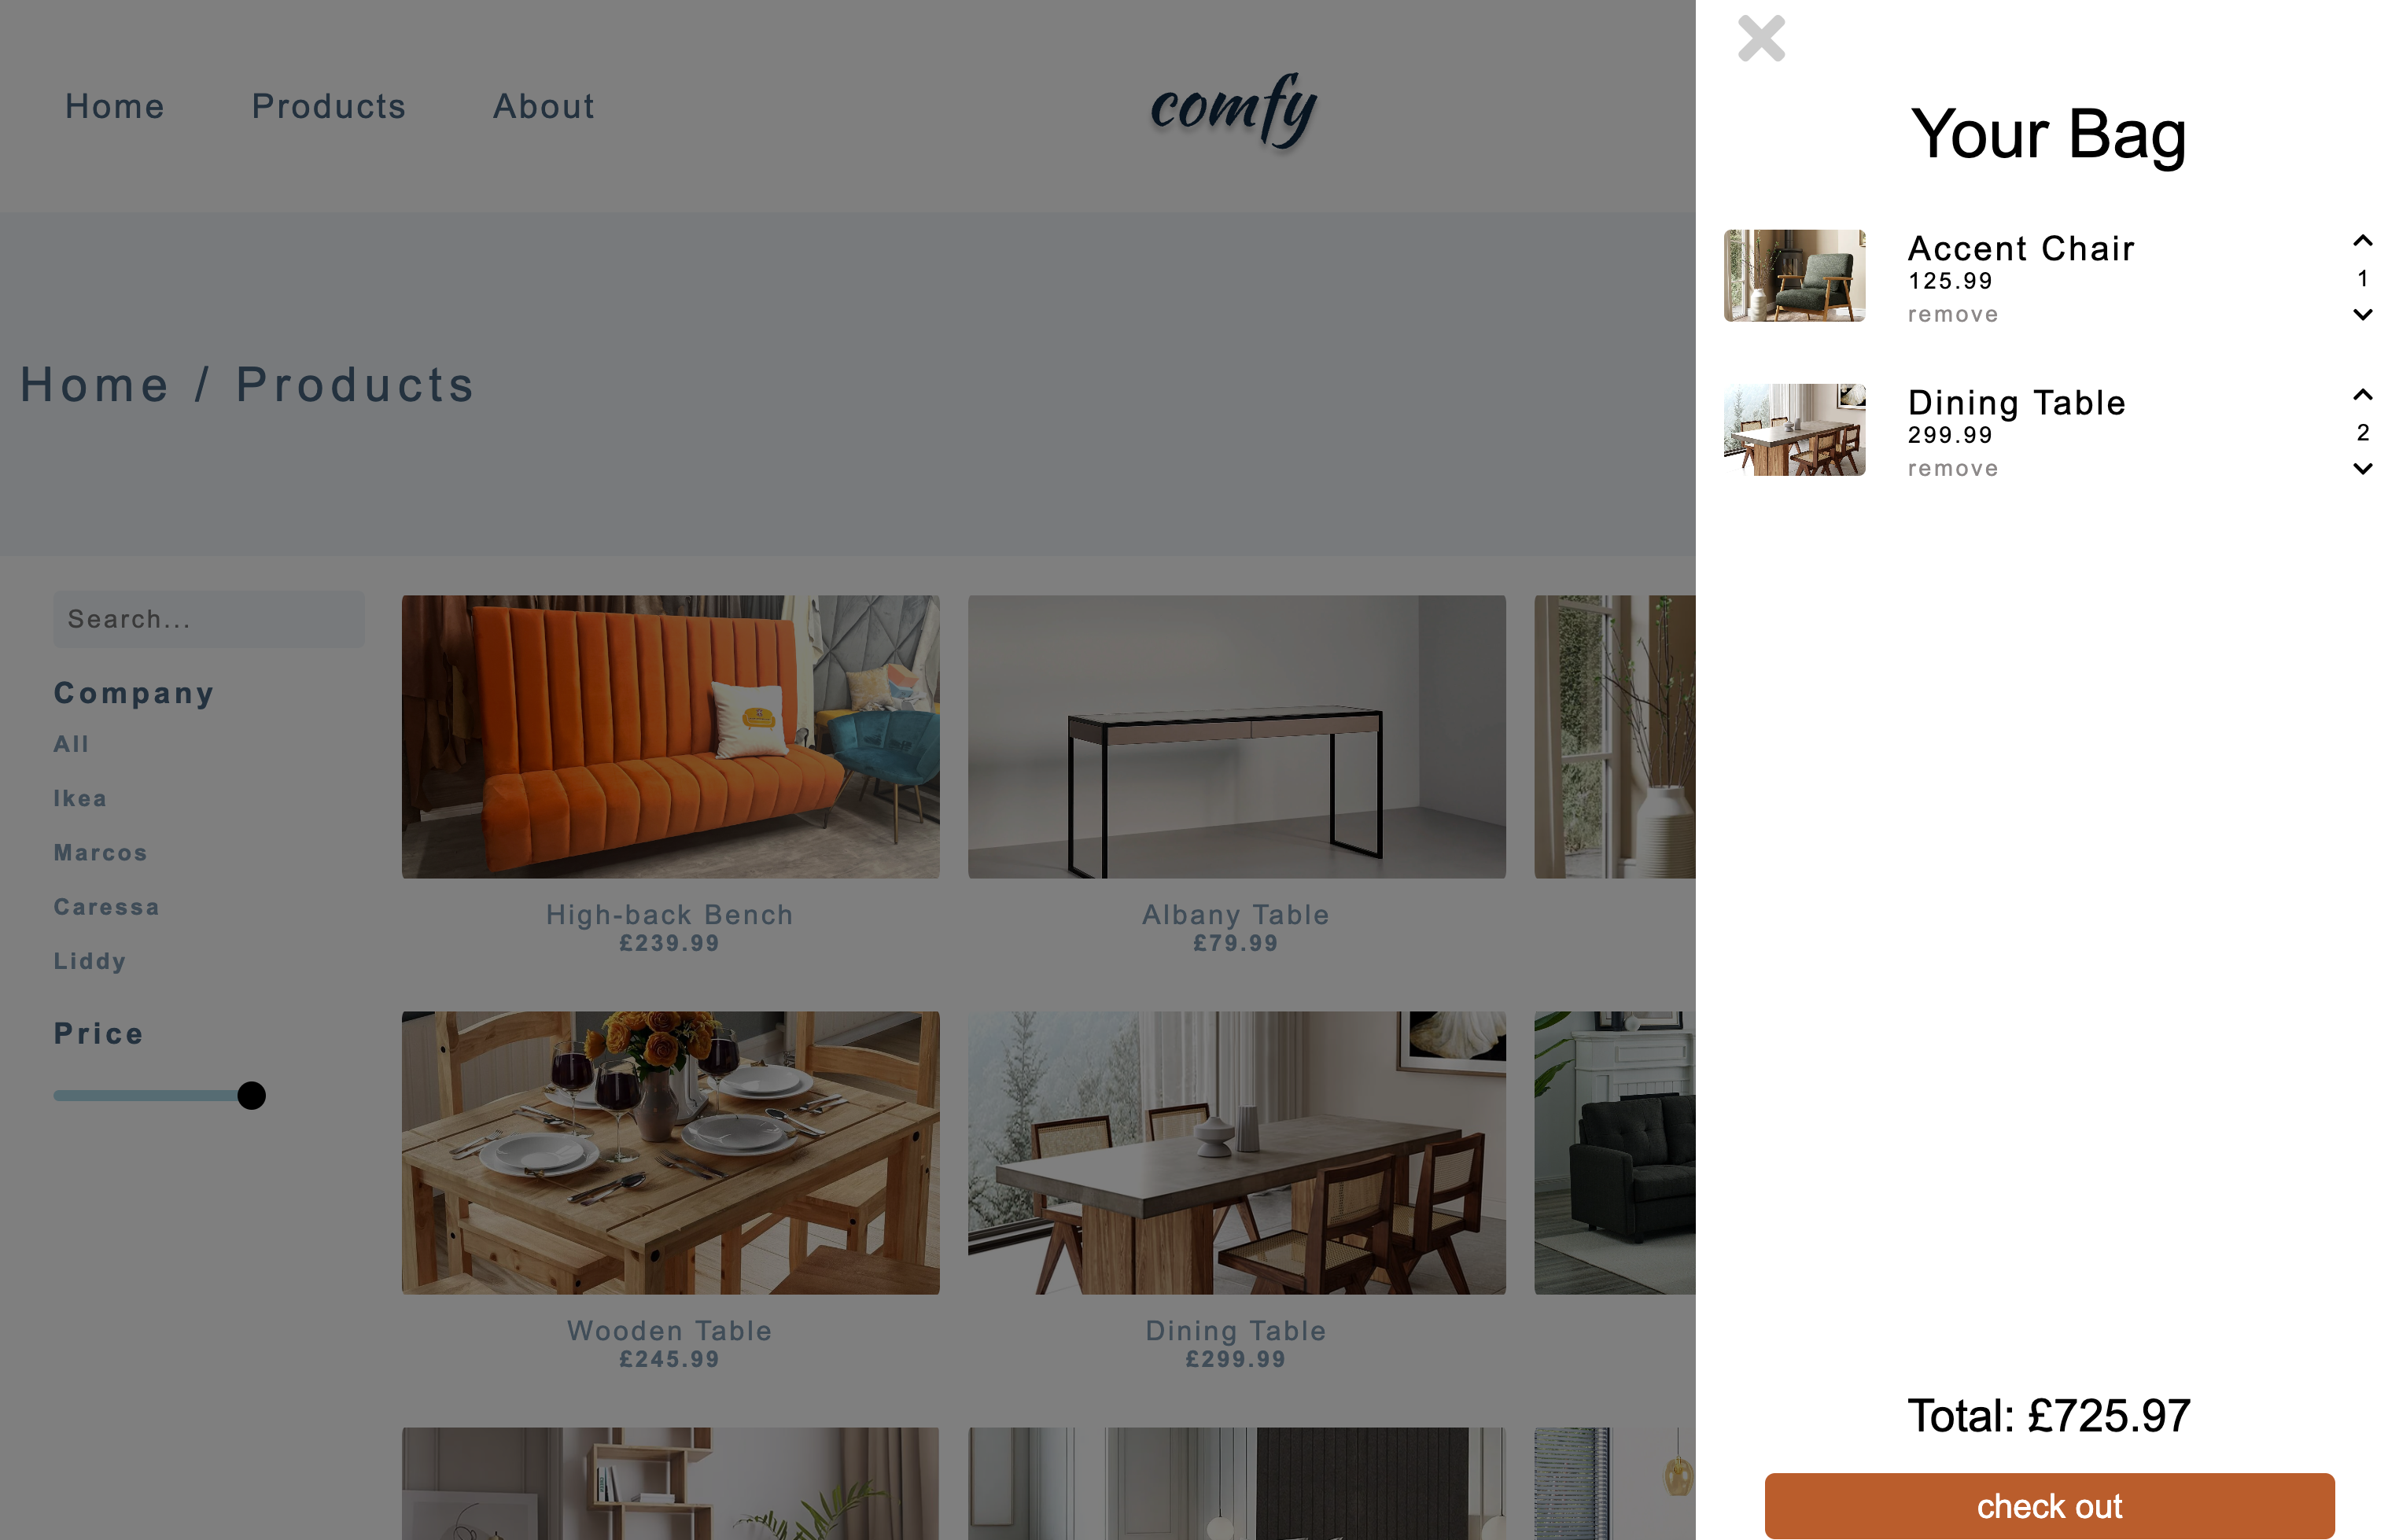 Home Products About
comfy
Home / Products
Search...
Company
All
Ikea
Marcos
Caressa
Liddy
Price
High-back Bench
£239.99
Albany Table
£79.99
Wooden Table
£245.99
Dining Table
£299.99
Your Bag
Accent Chair
125.99
remove
1
Dining Table
299.99
remove
2
Total: £725.97
check out